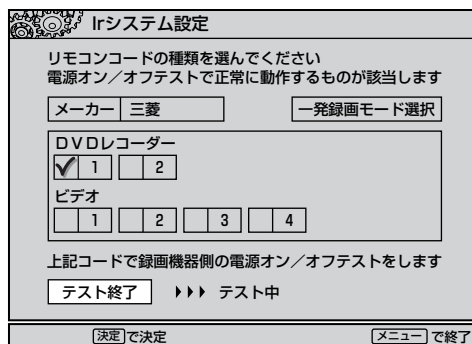 Irシステム設定
リモコンコードの種類を選んでください
電源オン／オフテストで正常に動作するものが該当します
メーカー 三菱 一発録画モード選択
ＤＶＤレコーダー
1 2
ビデオ
1 2 3 4
上記コードで録画機器側の電源オン／オフテストをします
テスト終了 テスト中
決定で決定 メニューで終了